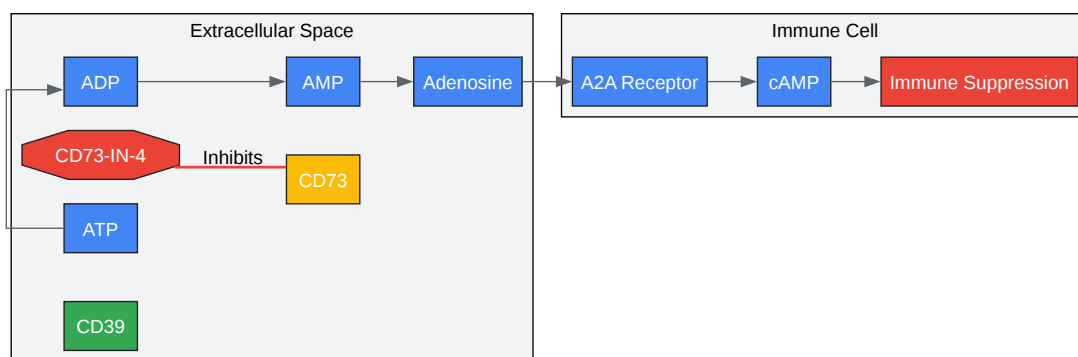 Extracellular Space
Immune Cell
ADP
AMP
Adenosine
A2A Receptor
cAMP
Immune Suppression
CD73-IN-4
Inhibits
CD73
ATP
CD39